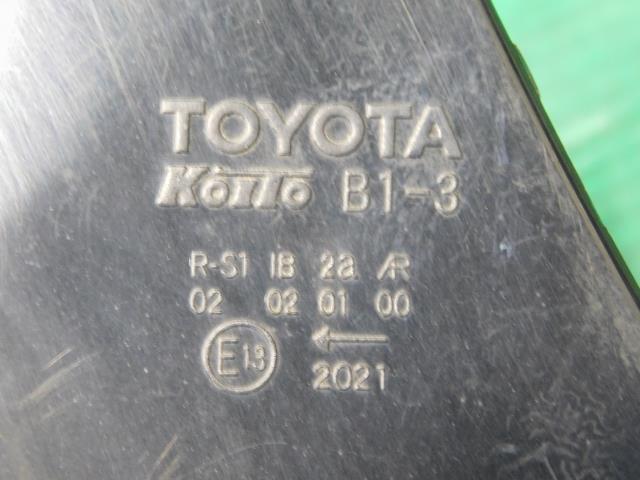 TOYOTA
Koito B1-3
R-S1 IB 2a AR
02 02 01 00
E13 ←
2021